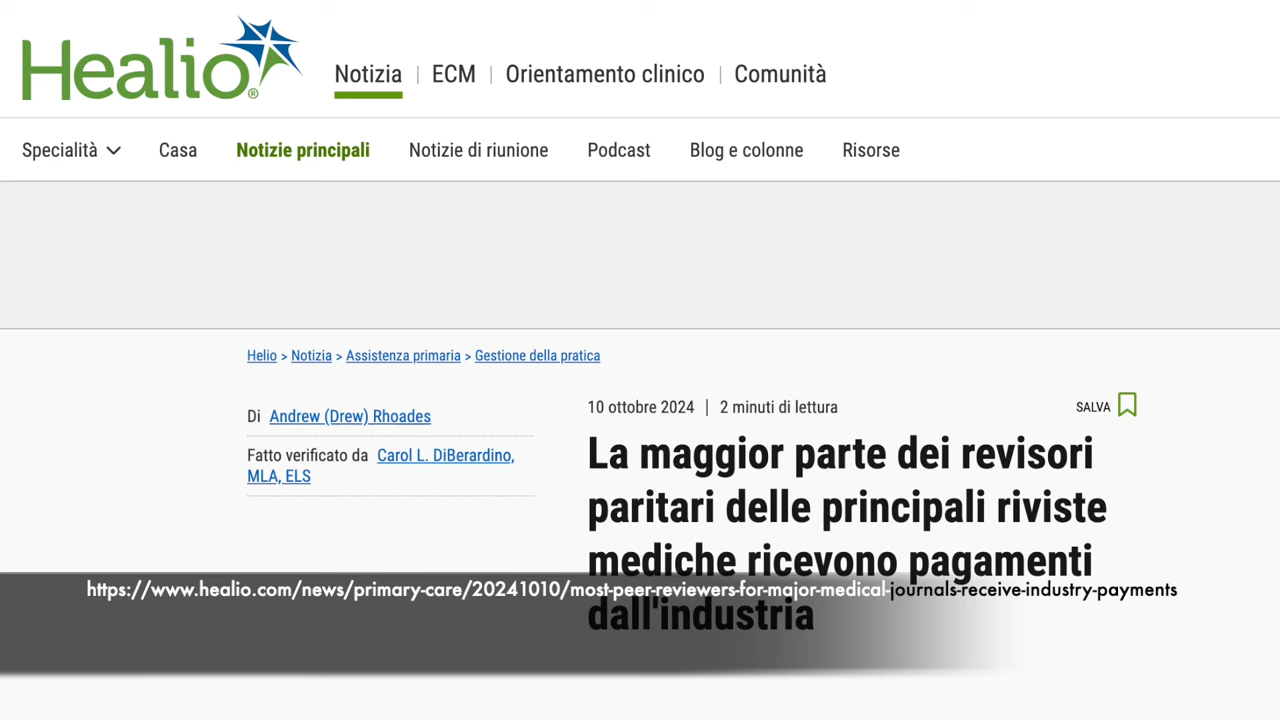 Healio®
Notizia | ECM | Orientamento clinico | Comunità
Specialità Casa Notizie principali Notizie di riunione Podcast Blog e colonne Risorse
Helio > Notizia > Assistenza primaria > Gestione della pratica
Di Andrew (Drew) Rhoades
Fatto verificato da Carol L. DiBerardino,
MLA, ELS
10 ottobre 2024 | 2 minuti di lettura
SALVA
La maggior parte dei revisori
paritari delle principali riviste
mediche ricevono pagamenti
dall'industria
https://www.healio.com/news/primary-care/20241010/most-peer-reviewers-for-major-medical-journals-receive-industry-payments